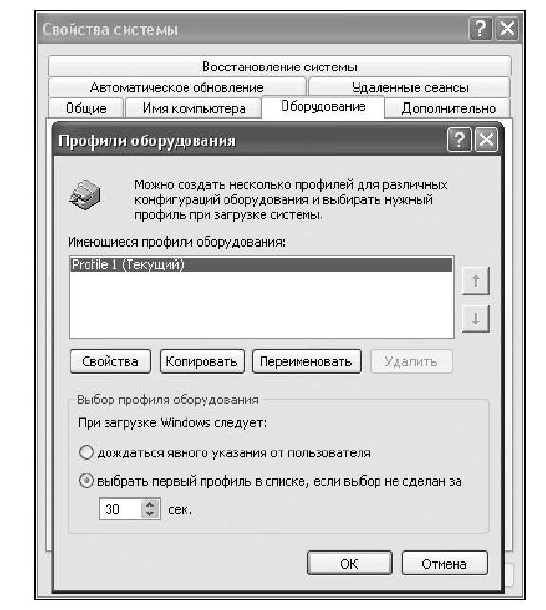 Свойства системы
Восстановление системы
Автоматическое обновление Удаленные сеансы
Общие Имя компьютера Оборудование Дополнительно
Профили оборудования
Можно создать несколько профилей для различных
конфигураций оборудования и выбирать нужный
профиль при загрузке системы.
Имеющиеся профили оборудования:
Profile 1 (Текущий)
Свойства Копировать Переименовать Удалить
Выбор профиля оборудования
При загрузке Windows следует:
дождаться явного указания от пользователя
выбрать первый профиль в списке, если выбор не сделан за
30 сек.
ОК Отмена